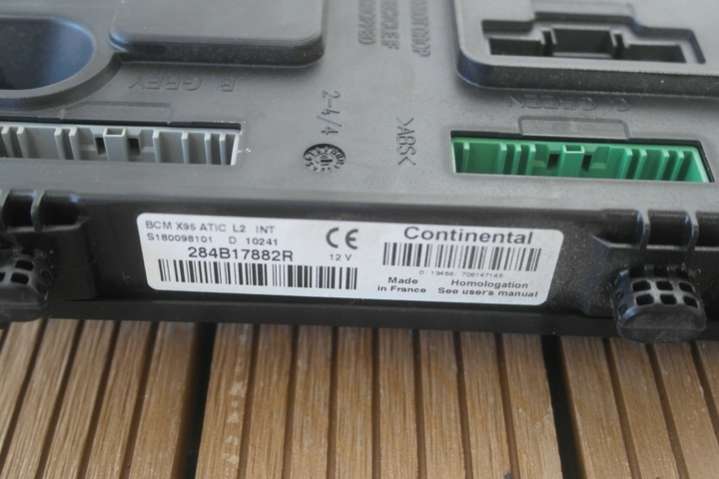 B GREY
2-4/4
>ABS<
C GREEN
BCM X95 ATIC L2 INT
S180098101 D 10241
284B17882R
12 V
CE
Continental
Made
in France
Homologation
See user's manual